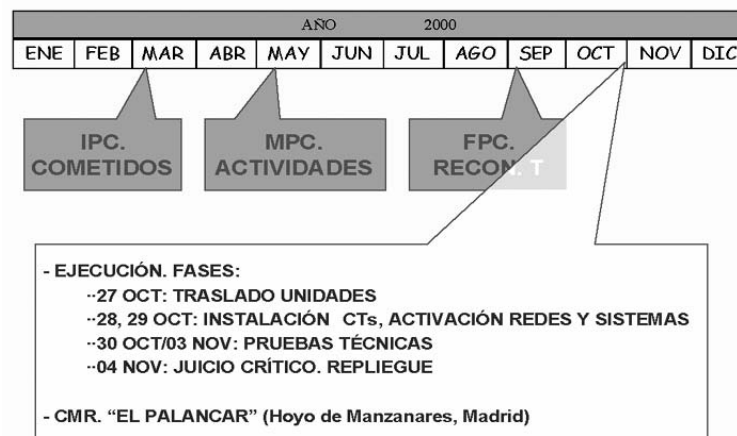 AÑO 2000
ENE FEB MAR ABR MAY JUN JUL AGO SEP OCT NOV DIC
IPC. MPC. FPC.
COMETIDOS ACTIVIDADES RECON. T
- EJECUCIÓN. FASES:
··27 OCT: TRASLADO UNIDADES
··28, 29 OCT: INSTALACIÓN CTs, ACTIVACIÓN REDES Y SISTEMAS
··30 OCT/03 NOV: PRUEBAS TÉCNICAS
··04 NOV: JUICIO CRÍTICO. REPLIEGUE
- CMR. “EL PALANCAR” (Hoyo de Manzanares, Madrid)